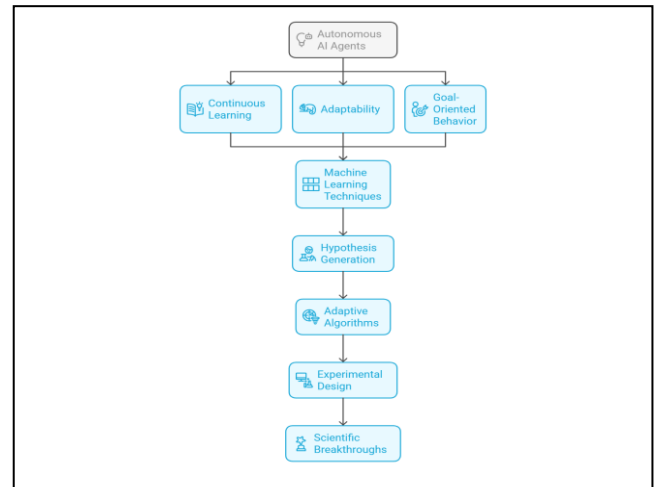 Autonomous
AI Agents
Continuous
Learning
Adaptability
Goal-
Oriented
Behavior
Machine
Learning
Techniques
Hypothesis
Generation
Adaptive
Algorithms
Experimental
Design
Scientific
Breakthroughs